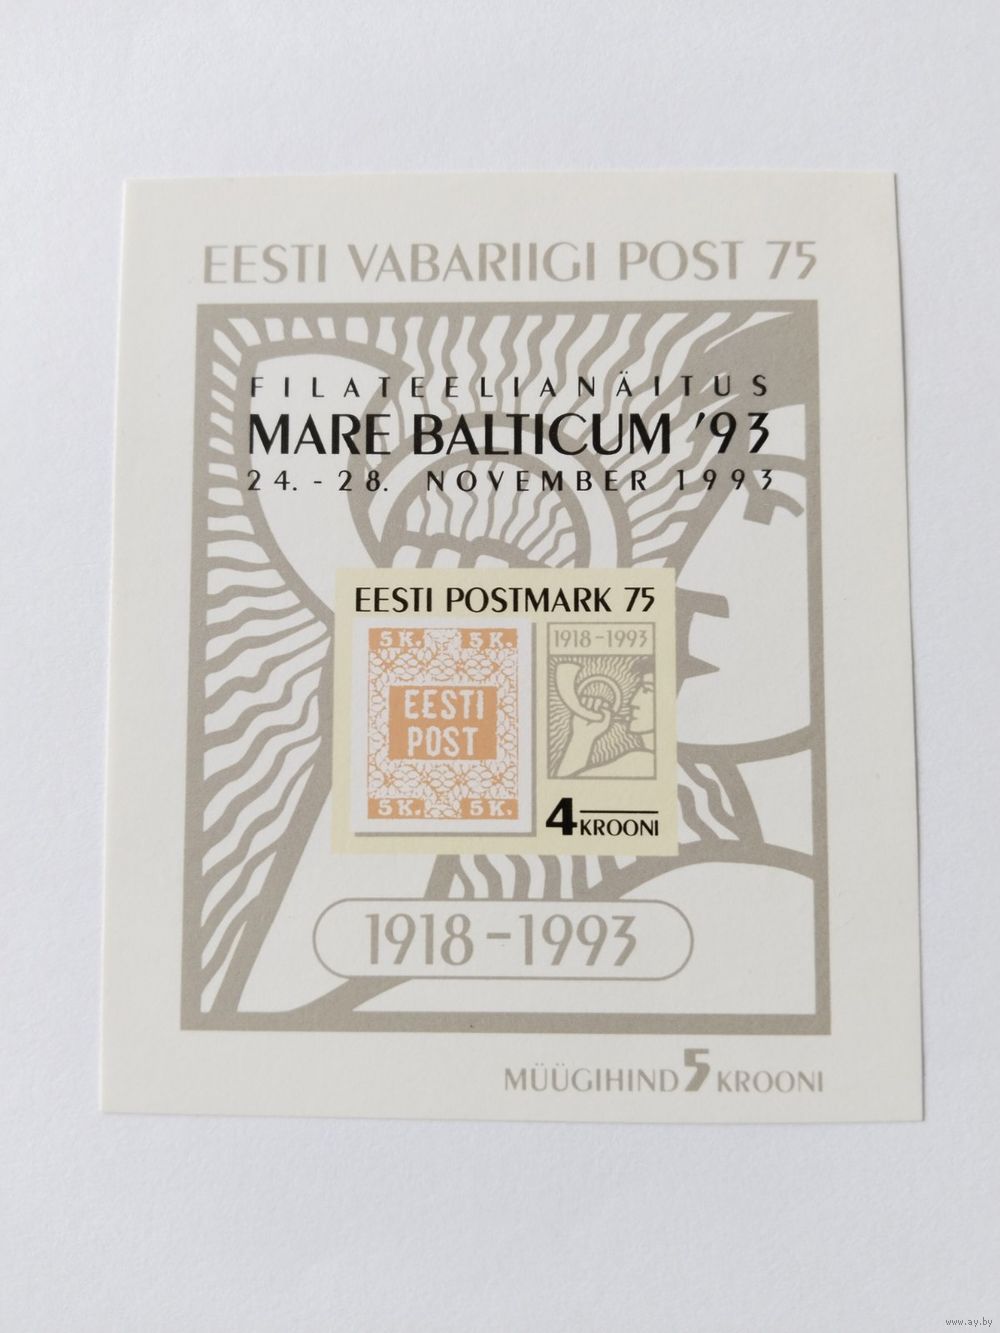 EESTI VABARIIGI POST 75
FILATEELIANÄITUS
MARE BALTICUM '93
24. - 28. NOVEMBER 1993
EESTI POSTMARK 75
5 K. 5 K.
EESTI
POST
5 K. 5 K.
1918-1993
4 KROONI
1918-1993
MÜÜGIHIND 5 KROONI
www.ay.by